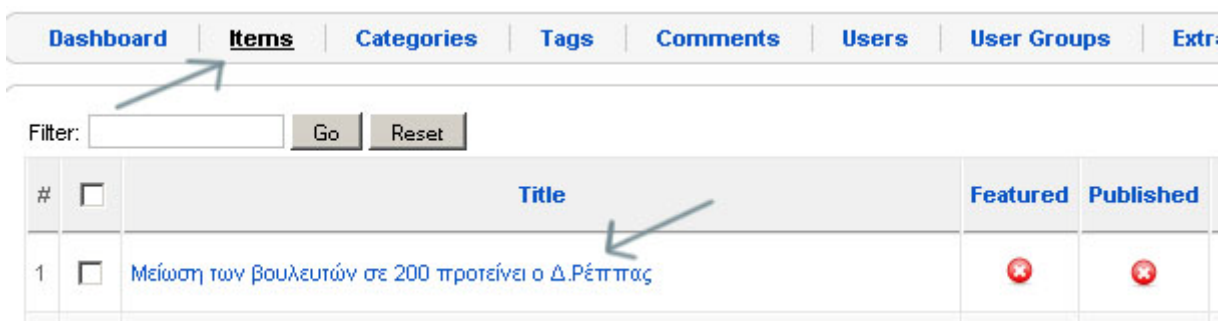 Dashboard Items Categories Tags Comments Users User Groups
Filter: Go Reset
# Title Featured Published
1 Μείωση των βουλευτών σε 200 προτείνει ο Δ.Ρέππας